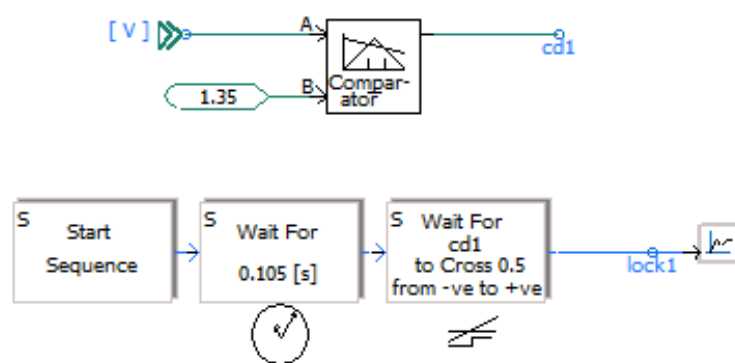 [ V ]
A
cd1
B
1.35
Compar-
ator
S
Start
Sequence
S
Wait For
0.105 [s]
S
Wait For
cd1
to Cross 0.5
from -ve to +ve
lock1